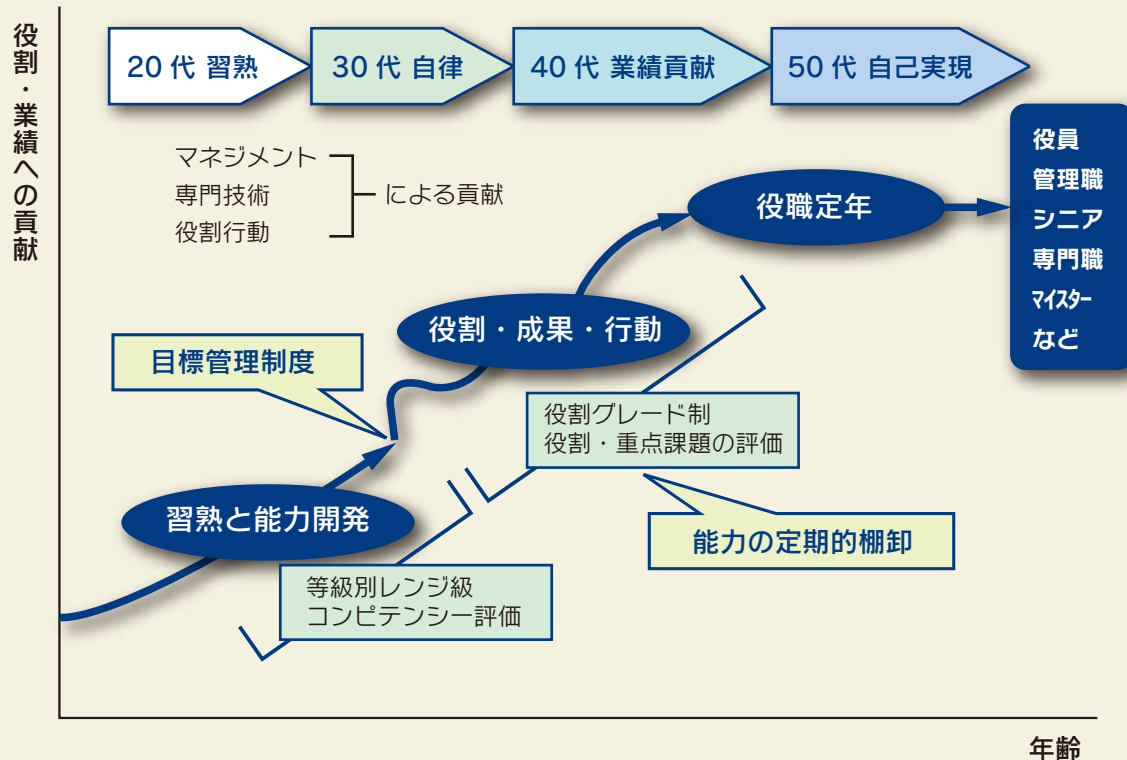 役割・業績への貢献
20代 習熟
30代 自律
40代 業績貢献
50代 自己実現
マネジメント
専門技術
役割行動
による貢献
役職定年
役員
管理職
シニア
専門職
マイスター
など
役割・成果・行動
目標管理制度
役割グレード制
役割・重点課題の評価
習熟と能力開発
能力の定期的棚卸
等級別レンジ級
コンピテンシー評価
年齢